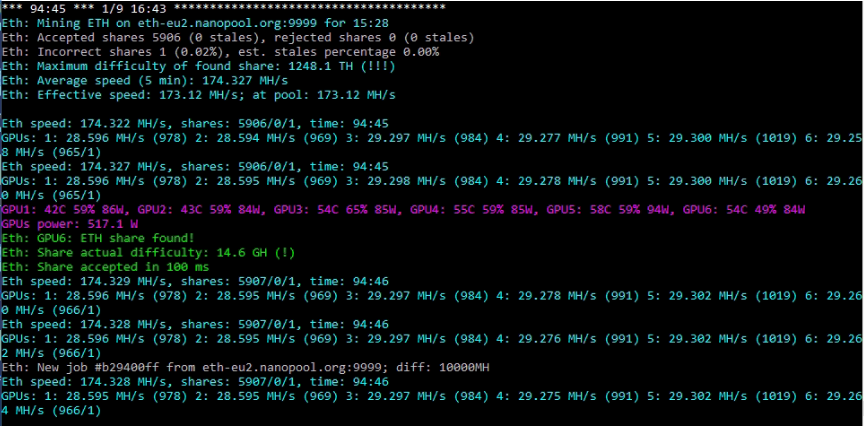 *** 94:45 *** 1/9 16:43 **************************************
Eth: Mining ETH on eth-eu2.nanopool.org:9999 for 15:28
Eth: Accepted shares 5906 (0 stales), rejected shares 0 (0 stales)
Eth: Incorrect shares 1 (0.02%), est. stales percentage 0.00%
Eth: Maximum difficulty of found share: 1248.1 TH (!!!)
Eth: Average speed (5 min): 174.327 MH/s
Eth: Effective speed: 173.12 MH/s; at pool: 173.12 MH/s
Eth speed: 174.322 MH/s, shares: 5906/0/1, time: 94:45
GPUs: 1: 28.596 MH/s (978) 2: 28.594 MH/s (969) 3: 29.297 MH/s (984) 4: 29.277 MH/s (991) 5: 29.300 MH/s (1019) 6: 29.25
8 MH/s (965/1)
Eth speed: 174.327 MH/s, shares: 5906/0/1, time: 94:45
GPUs: 1: 28.596 MH/s (978) 2: 28.595 MH/s (969) 3: 29.298 MH/s (984) 4: 29.278 MH/s (991) 5: 29.300 MH/s (1019) 6: 29.26
0 MH/s (965/1)
GPU1: 42C 59% 86W, GPU2: 43C 59% 84W, GPU3: 54C 65% 85W, GPU4: 55C 59% 85W, GPU5: 58C 59% 94W, GPU6: 54C 49% 84W
GPUs power: 517.1 W
Eth: GPU6: ETH share found!
Eth: Share actual difficulty: 14.6 GH (!)
Eth: Share accepted in 100 ms
Eth speed: 174.329 MH/s, shares: 5907/0/1, time: 94:46
GPUs: 1: 28.596 MH/s (978) 2: 28.595 MH/s (969) 3: 29.297 MH/s (984) 4: 29.278 MH/s (991) 5: 29.302 MH/s (1019) 6: 29.26
0 MH/s (966/1)
Eth speed: 174.328 MH/s, shares: 5907/0/1, time: 94:46
GPUs: 1: 28.596 MH/s (978) 2: 28.595 MH/s (969) 3: 29.297 MH/s (984) 4: 29.276 MH/s (991) 5: 29.302 MH/s (1019) 6: 29.26
2 MH/s (966/1)
Eth: New job #b29400ff from eth-eu2.nanopool.org:9999; diff: 10000MH
Eth speed: 174.328 MH/s, shares: 5907/0/1, time: 94:46
GPUs: 1: 28.595 MH/s (978) 2: 28.595 MH/s (969) 3: 29.297 MH/s (984) 4: 29.275 MH/s (991) 5: 29.302 MH/s (1019) 6: 29.26
4 MH/s (966/1)